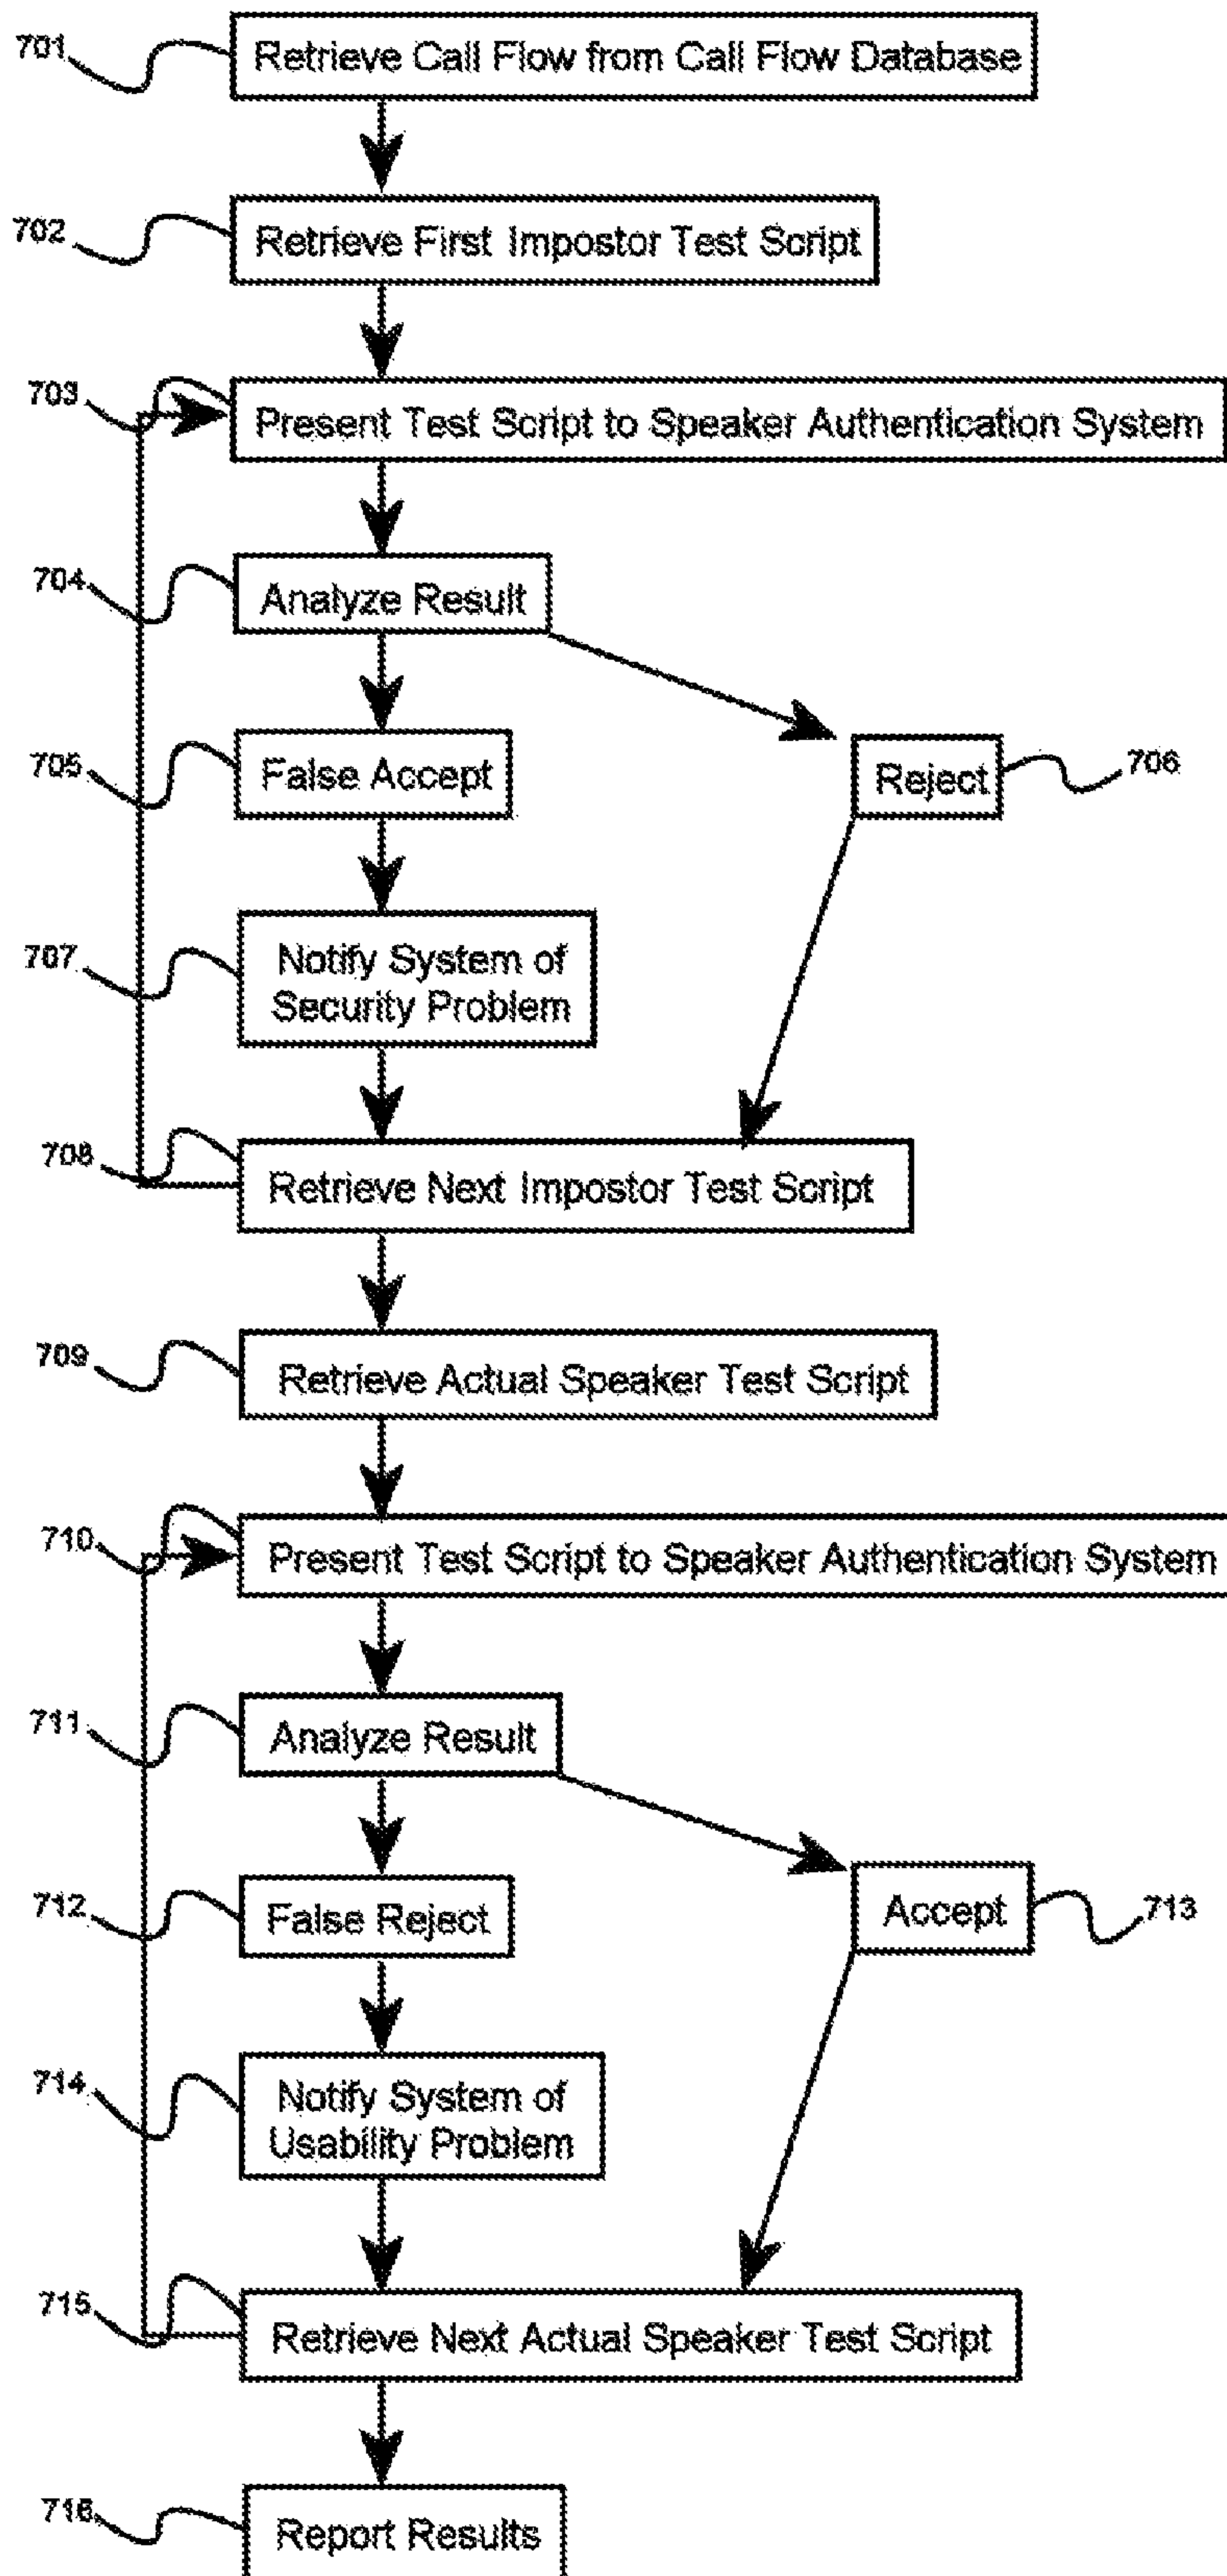 701
Retrieve Call Flow from Call Flow Database
702
Retrieve First Impostor Test Script
703
Present Test Script to Speaker Authentication System
704
Analyze Result
705
False Accept
Reject
706
707
Notify System of
Security Problem
708
Retrieve Next Impostor Test Script
709
Retrieve Actual Speaker Test Script
710
Present Test Script to Speaker Authentication System
711
Analyze Result
712
False Reject
Accept
713
714
Notify System of
Usability Problem
715
Retrieve Next Actual Speaker Test Script
716
Report Results